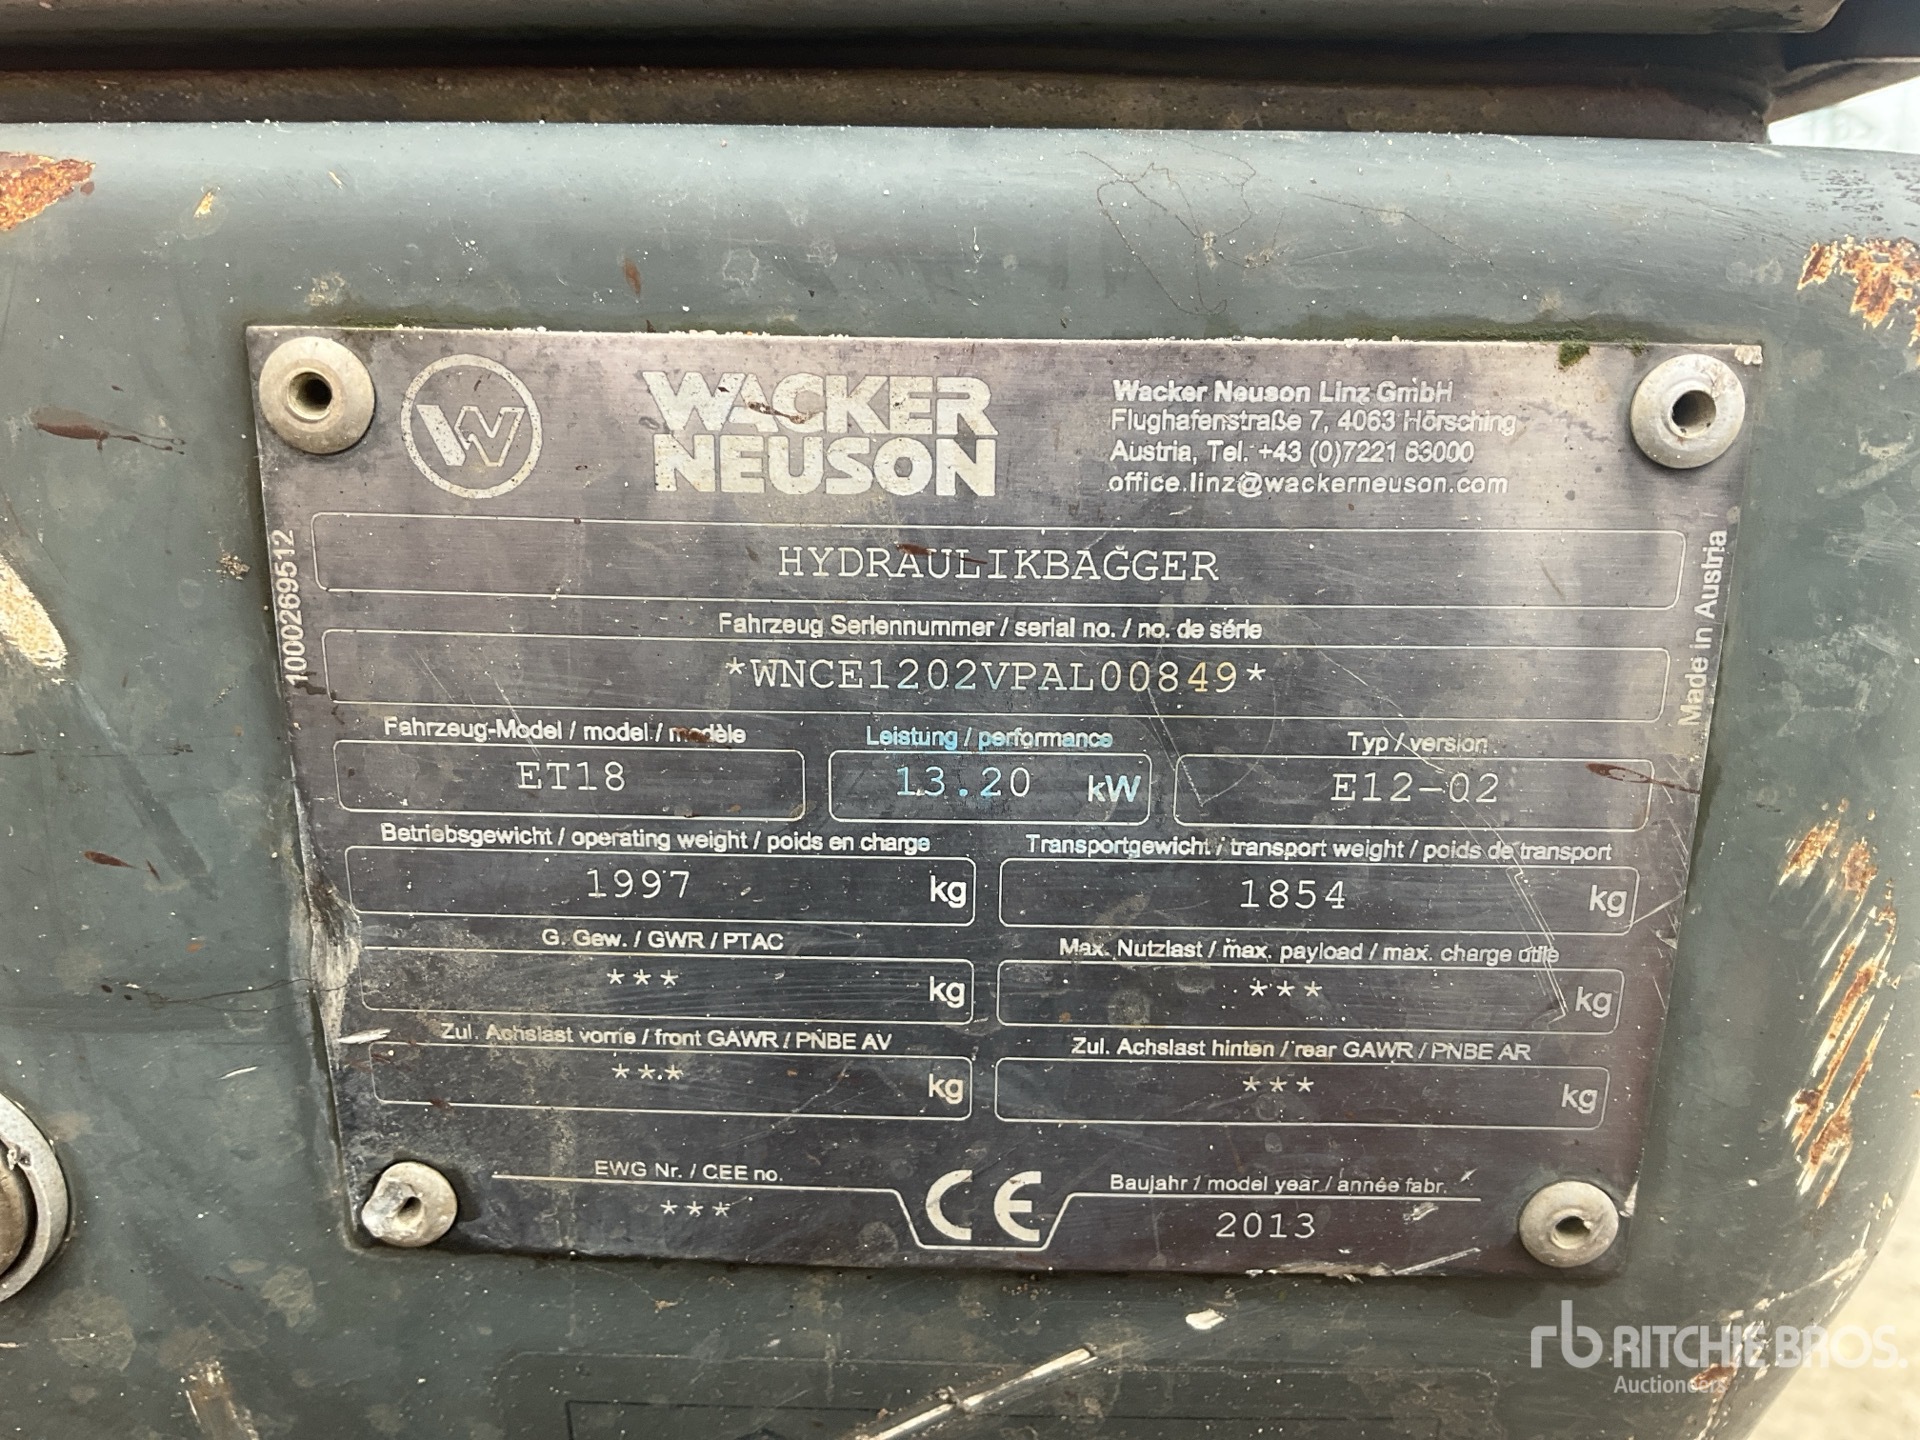 W
WACKER
NEUSON
Wacker Neuson Linz GmbH
Flughafenstraße 7, 4063 Hörsching
Austria, Tel. +43 (0)7221 63000
office.linz@wackerneuson.com
1000269512
HYDRAULIKBAGGER
Made in Austria
Fahrzeug Seriennummer / serial no. / no. de série
*WNCE1202VPAL00849*
Fahrzeug-Model / model / modèle
ET18
Leistung / performance
13.20 kW
Typ / version
E12-02
Betriebsgewicht / operating weight / poids en charge
1997 kg
Transportgewicht / transport weight / poids de transport
1854 kg
G. Gew. / GWR / PTAC
*** kg
Max. Nutzlast / max. payload / max. charge utile
*** kg
Zul. Achslast vorne / front GAWR / PNBE AV
*** kg
Zul. Achslast hinten / rear GAWR / PNBE AR
*** kg
EWG Nr. / CEE no.
***
CE
Baujahr / model year / année fabr.
2013
rb RITCHIE BROS.
Auctioneers